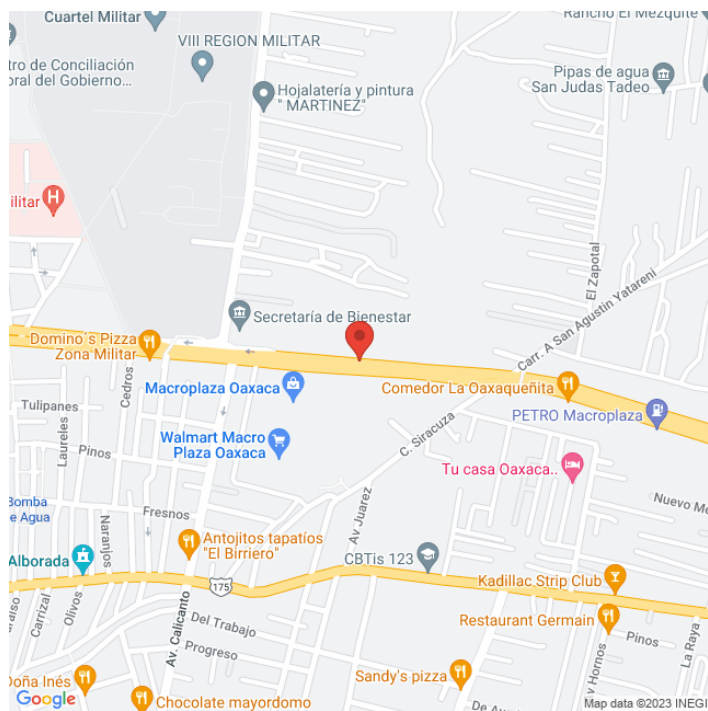 Cuartel Militar
Rancho El Mezquite
VIII REGION MILITAR
tro de Conciliación
oral del Gobierno...
Pipas de agua
San Judas Tadeo
Hojalatería y pintura
" MARTINEZ"
ilitar
H
El Zapotal
Carr. A San Agustin Yatareni
Secretaría de Bienestar
Domino´s Pizza
Zona Militar
Cedros
Macroplaza Oaxaca
Comedor La Oaxaqueñita
PETRO Macroplaza
Tulipanes
Laureles
Pinos
Walmart Macro
Plaza Oaxaca
C. Siracuza
Tu casa Oaxaca..
Nuevo Me
Bomba
e Agua
Naranjos
Fresnos
Av Juarez
Antojitos tapatíos
"El Birriero"
Alborada
CBTis 123
175
Kadillac Strip Club
araiso
Carrizal
Olivos
Av. Calicanto
Del Trabajo
Progreso
Restaurant Germain
Pinos
La Raya
v Hornos
Doña Inés
Sandy's pizza
Chocolate mayordomo
De Au
Google
Map data ©2023 INEGI